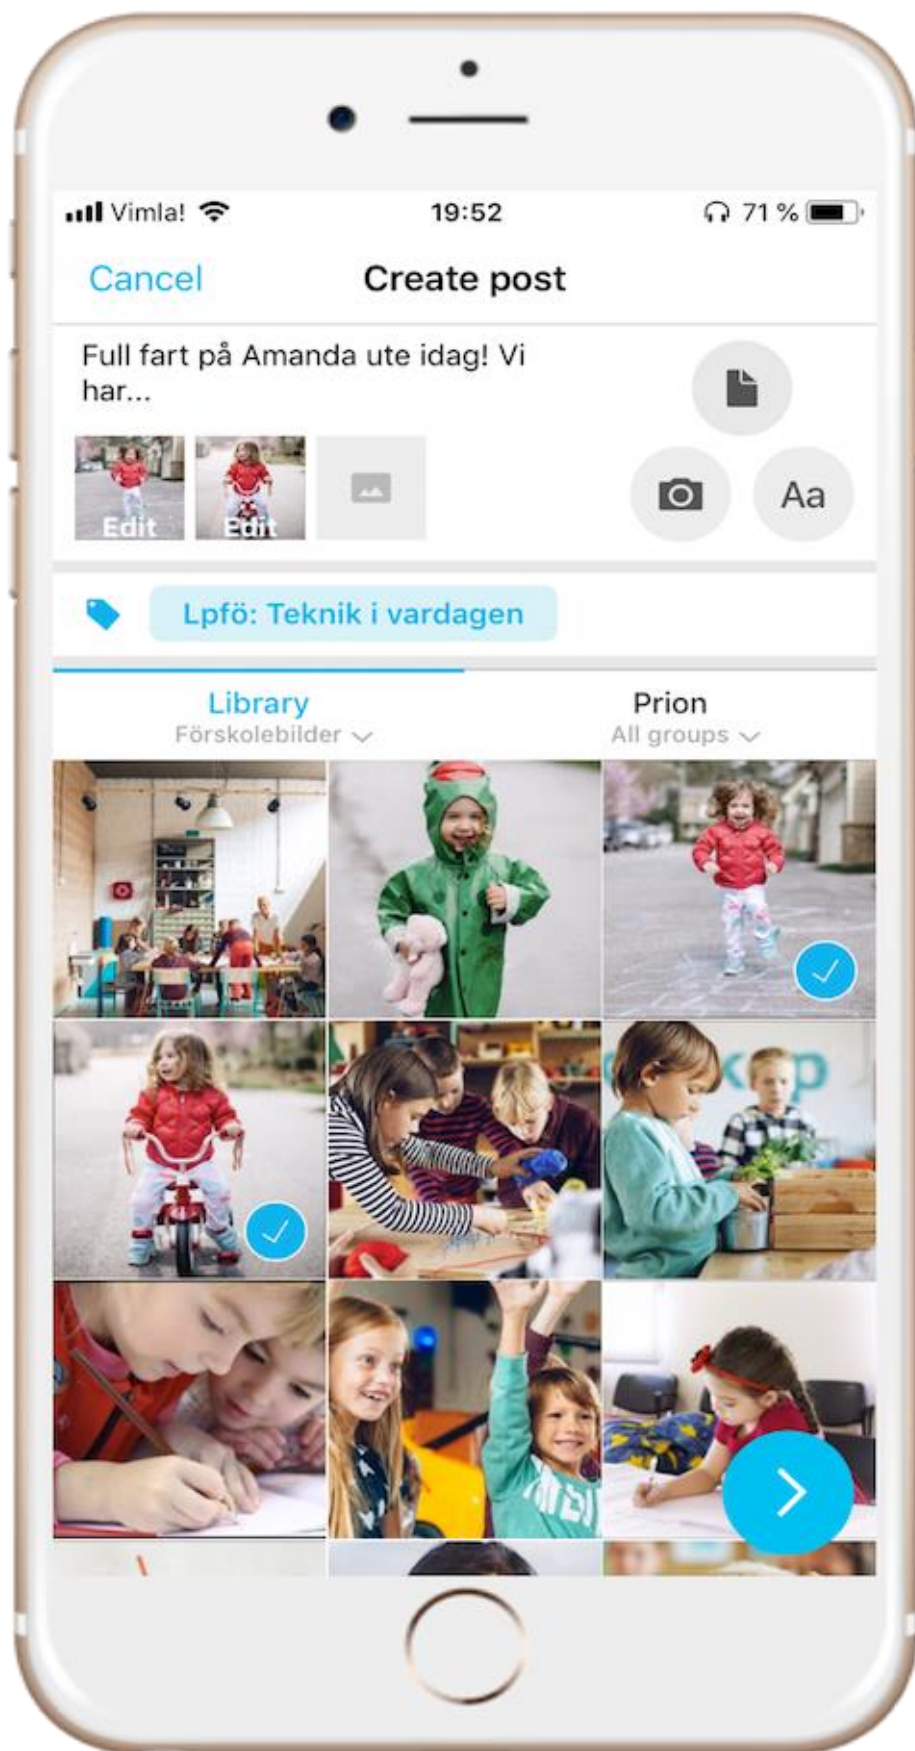 Vimla!
19:52
71 %
Cancel
Create post
Full fart på Amanda ute idag! Vi
har...
Edit
Edit
Aa
Lpfö: Teknik i vardagen
Library
Prion
Förskolebilder
All groups